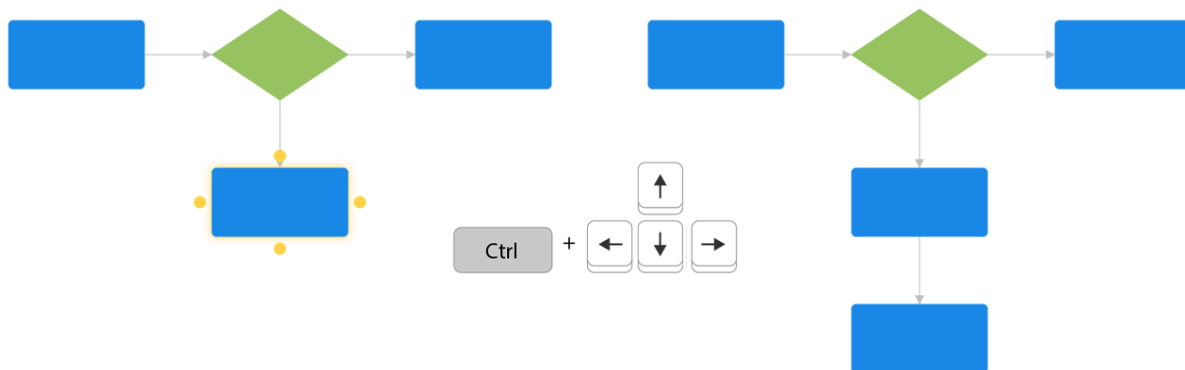 Ctrl + ← ↑ ↓ →